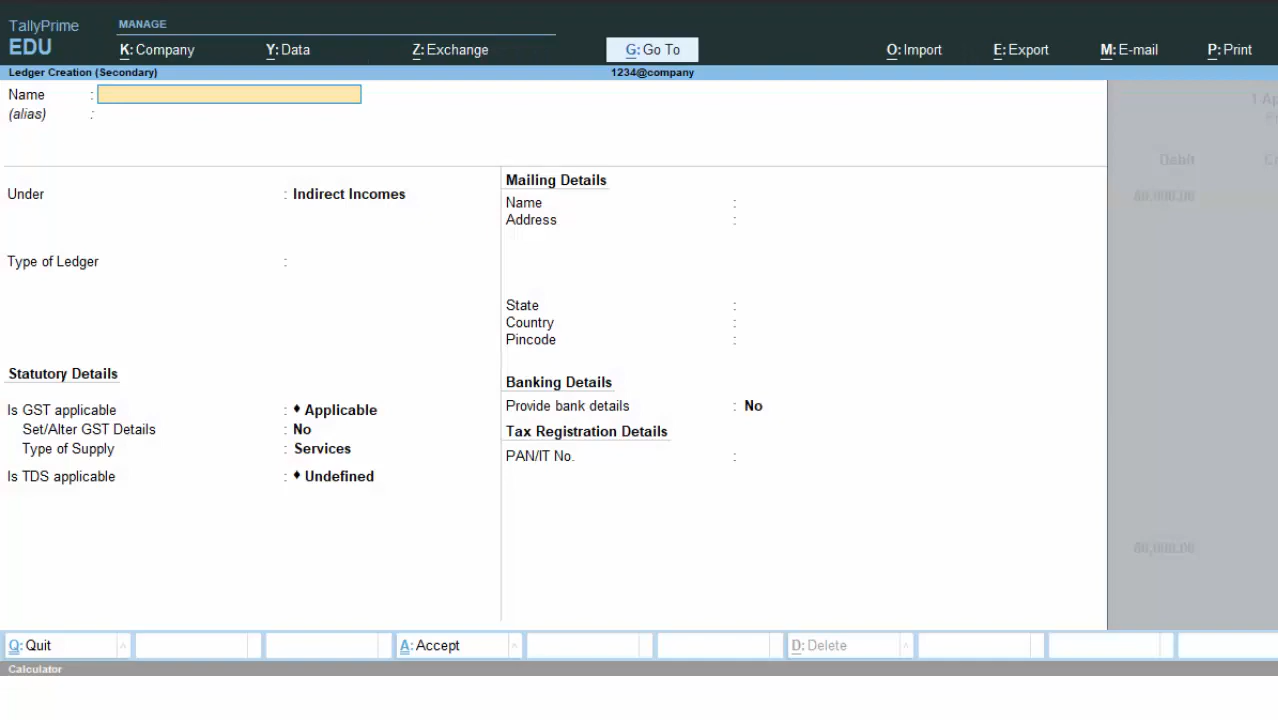 TallyPrime
EDU
MANAGE
K: Company
Y: Data
Z: Exchange
G: Go To
O: Import
E: Export
M: E-mail
P: Print
Ledger Creation (Secondary)
1234@company
Name :
(alias) :
Under : Indirect Incomes
Type of Ledger :
Statutory Details
Is GST applicable : ♦ Applicable
Set/Alter GST Details : No
Type of Supply : Services
Is TDS applicable : ♦ Undefined
Mailing Details
Name :
Address :
State :
Country :
Pincode :
Banking Details
Provide bank details : No
Tax Registration Details
PAN/IT No. :
Debit
Q: Quit
A: Accept
D: Delete
Calculator